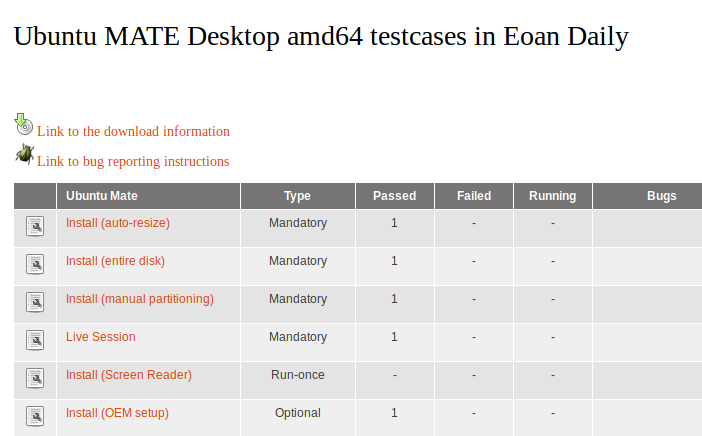 Ubuntu MATE Desktop amd64 testcases in Eoan Daily
Link to the download information
Link to bug reporting instructions
Ubuntu Mate Type Passed Failed Running Bugs
Install (auto-resize) Mandatory 1 - -
Install (entire disk) Mandatory 1 - -
Install (manual partitioning) Mandatory 1 - -
Live Session Mandatory 1 - -
Install (Screen Reader) Run-once - - -
Install (OEM setup) Optional 1 - -